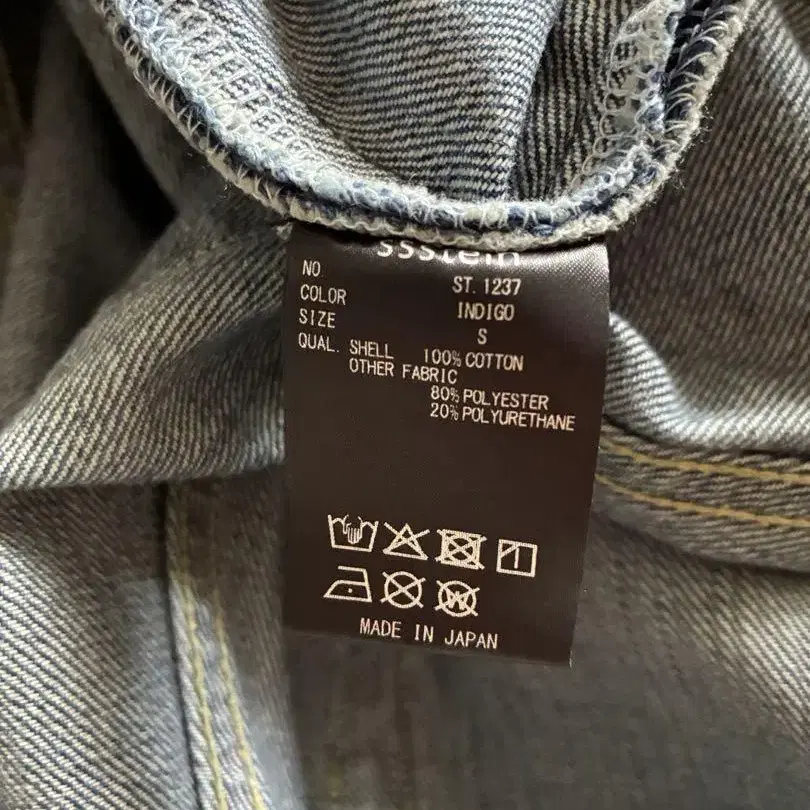 ssstein
NO. ST. 1237
COLOR INDIGO
SIZE S
QUAL. SHELL 100% COTTON
OTHER FABRIC
80% POLYESTER
20% POLYURETHANE
MADE IN JAPAN